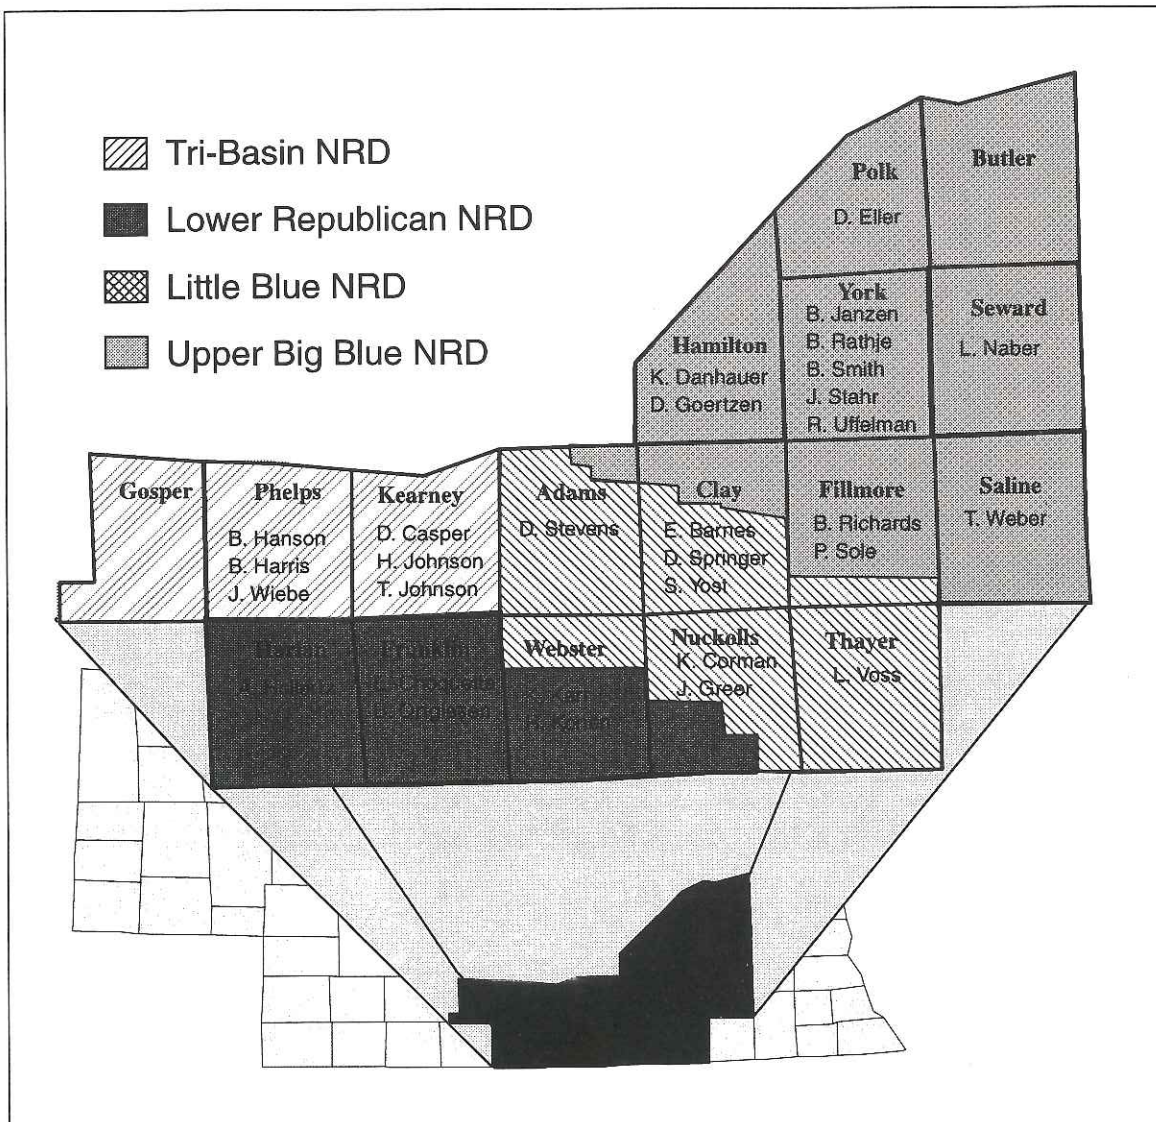 Tri-Basin NRD
Lower Republican NRD
Little Blue NRD
Upper Big Blue NRD
Polk
D. Eller
Butler
York
B. Janzen
B. Rathje
B. Smith
J. Stahr
R. Uffelman
Seward
L. Naber
Hamilton
K. Danhauer
D. Goertzen
Gosper
Phelps
B. Hanson
B. Harris
J. Wiebe
Kearney
D. Casper
H. Johnson
T. Johnson
Adams
D. Stevens
Clay
E. Barnes
D. Springer
S. Yost
Fillmore
B. Richards
P. Sole
Saline
T. Weber
Harlan
Franklin
Webster
Nuckolls
K. Corman
J. Greer
Thayer
L. Voss